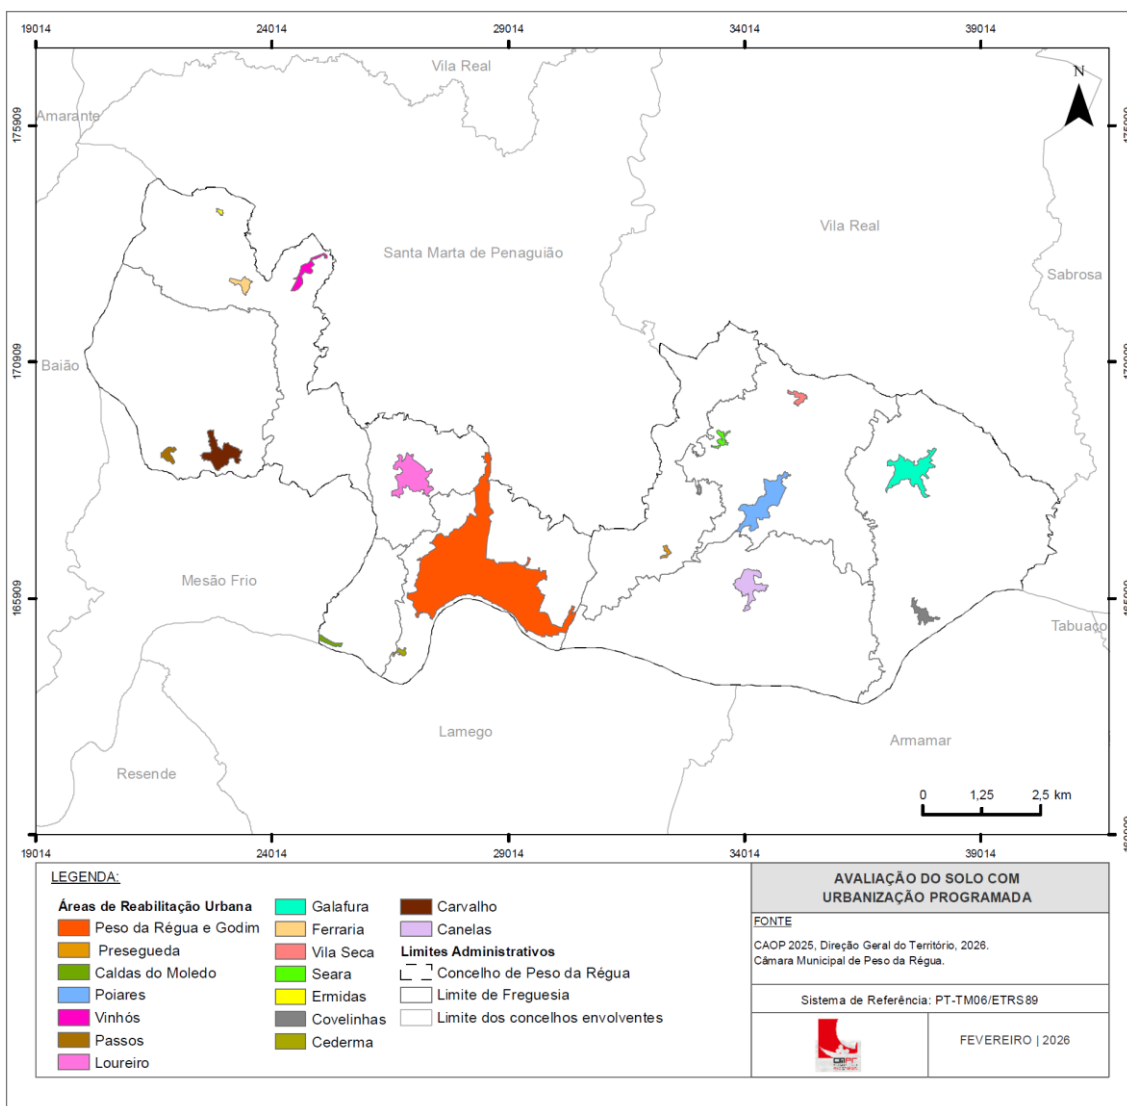 19014 24014 29014 34014 39014
Vila Real
N
Amarante
175909 175909
Vila Real
Santa Marta de Penaguião
Sabrosa
170909 170909
Baião
Mesão Frio
165909 165909
Tabuaço
Lamego
Armamar
Resende
0 1,25 2,5 km
160909
19014 24014 29014 34014 39014
LEGENDA:
Áreas de Reabilitação Urbana
Peso da Régua e Godim
Presegueda
Caldas do Moledo
Poiares
Vinhós
Passos
Loureiro
Galafura
Ferraria
Vila Seca
Seara
Ermidas
Covelinhas
Cederma
Carvalho
Canelas
Limites Administrativos
Concelho de Peso da Régua
Limite de Freguesia
Limite dos concelhos envolventes
AVALIAÇÃO DO SOLO COM
URBANIZAÇÃO PROGRAMADA
FONTE
CAOP 2025, Direção Geral do Território, 2026.
Câmara Municipal de Peso da Régua.
Sistema de Referência: PT-TM06/ETRS89
FEVEREIRO | 2026